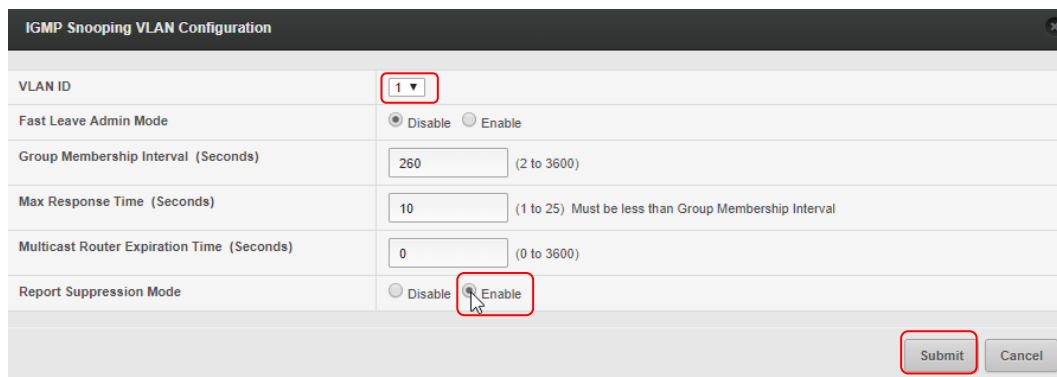 IGMP Snooping VLAN Configuration
VLAN ID 1
Fast Leave Admin Mode Disable Enable
Group Membership Interval (Seconds) 260 (2 to 3600)
Max Response Time (Seconds) 10 (1 to 25) Must be less than Group Membership Interval
Multicast Router Expiration Time (Seconds) 0 (0 to 3600)
Report Suppression Mode Disable Enable
Submit Cancel